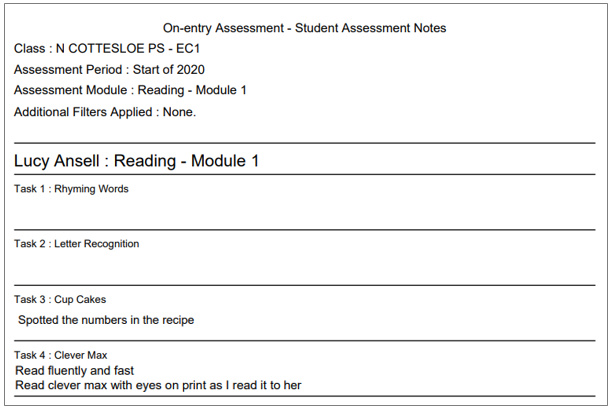 On-entry Assessment - Student Assessment Notes
Class : N COTTESLOE PS - EC1
Assessment Period : Start of 2020
Assessment Module : Reading - Module 1
Additional Filters Applied : None.
Lucy Ansell : Reading - Module 1
Task 1 : Rhyming Words
Task 2 : Letter Recognition
Task 3 : Cup Cakes
Spotted the numbers in the recipe
Task 4 : Clever Max
Read fluently and fast
Read clever max with eyes on print as I read it to her